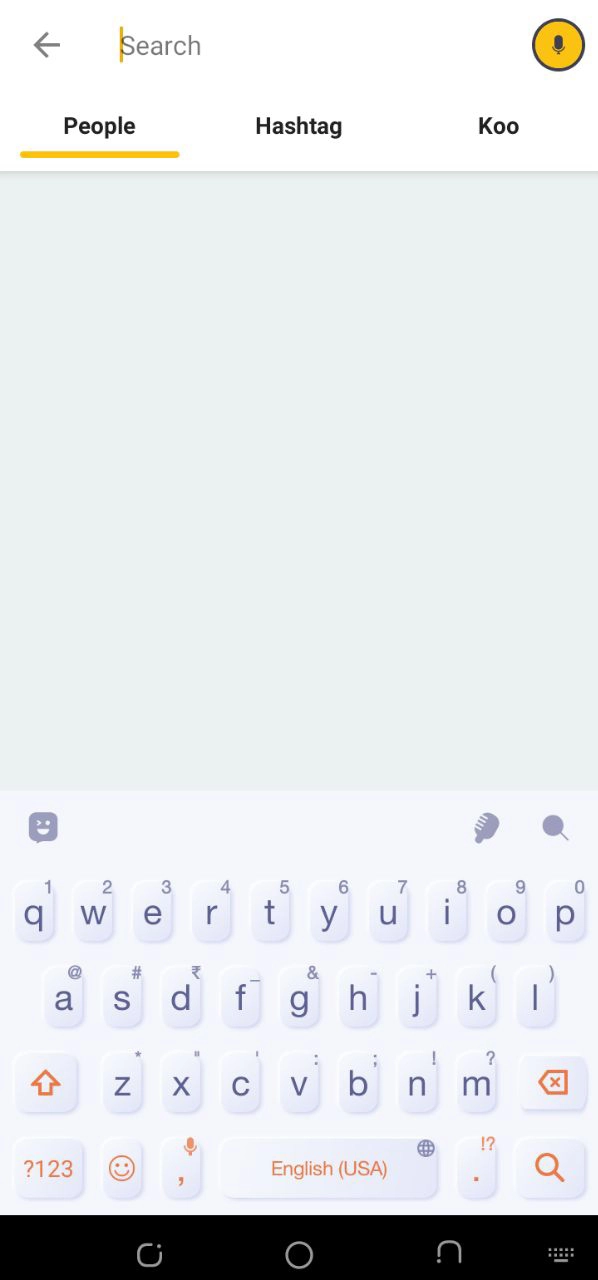 Search
People Hashtag Koo
1 2 3 4 5 6 7 8 9 0
q w e r t y u i o p
@ # ₹ _ & - + ( )
a s d f g h j k l
* " ' : ; ! ?
z x c v b n m
!?
?123 , English (USA) .